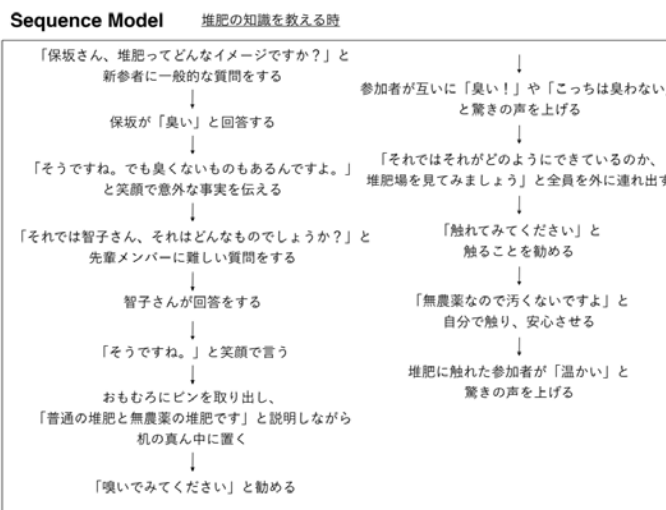 Sequence Model
堆肥の知識を教える時
「保坂さん、堆肥ってどんなイメージですか？」と
新参者に一般的な質問をする
保坂が「臭い」と回答する
「そうですね。でも臭くないものもあるんですよ。」
と笑顔で意外な事実を伝える
「それでは智子さん、それはどんなものでしょうか？」と
先輩メンバーに難しい質問をする
智子さんが回答をする
「そうですね。」と笑顔で言う
おもむろにビンを取り出し、
「普通の堆肥と無農薬の堆肥です」と説明しながら
机の真ん中に置く
「嗅いでみてください」と勧める
参加者が互いに「臭い！」や「こっちは臭わない
と驚きの声を上げる
「それではそれがどのようにできているのか、
堆肥場を見てみましょう」と全員を外に連れ出す
「触れてみてください」と
触ることを勧める
「無農薬なので汚くないですよ」と
自分で触り、安心させる
堆肥に触れた参加者が「温かい」と
驚きの声を上げる